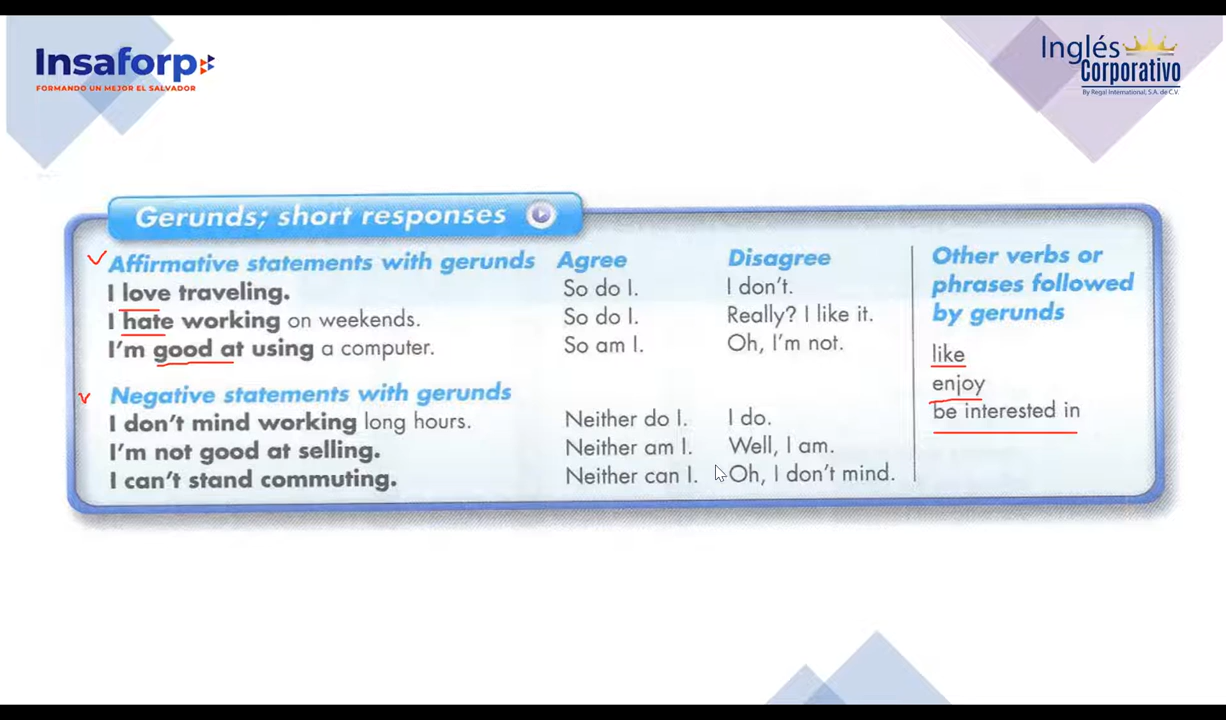 Insaforp
FORMANDO UN MEJOR EL SALVADOR
Inglés
Corporativo
By Regal International, S.A. de C.V.
Gerunds; short responses
Affirmative statements with gerunds
I love traveling.
I hate working on weekends.
I'm good at using a computer.
Negative statements with gerunds
I don't mind working long hours.
I'm not good at selling.
I can't stand commuting.
Agree
So do I.
So do I.
So am I.
Neither do I.
Neither am I.
Neither can I.
Disagree
I don't.
Really? I like it.
Oh, I'm not.
I do.
Well, I am.
Oh, I don't mind.
Other verbs or
phrases followed
by gerunds
like
enjoy
be interested in